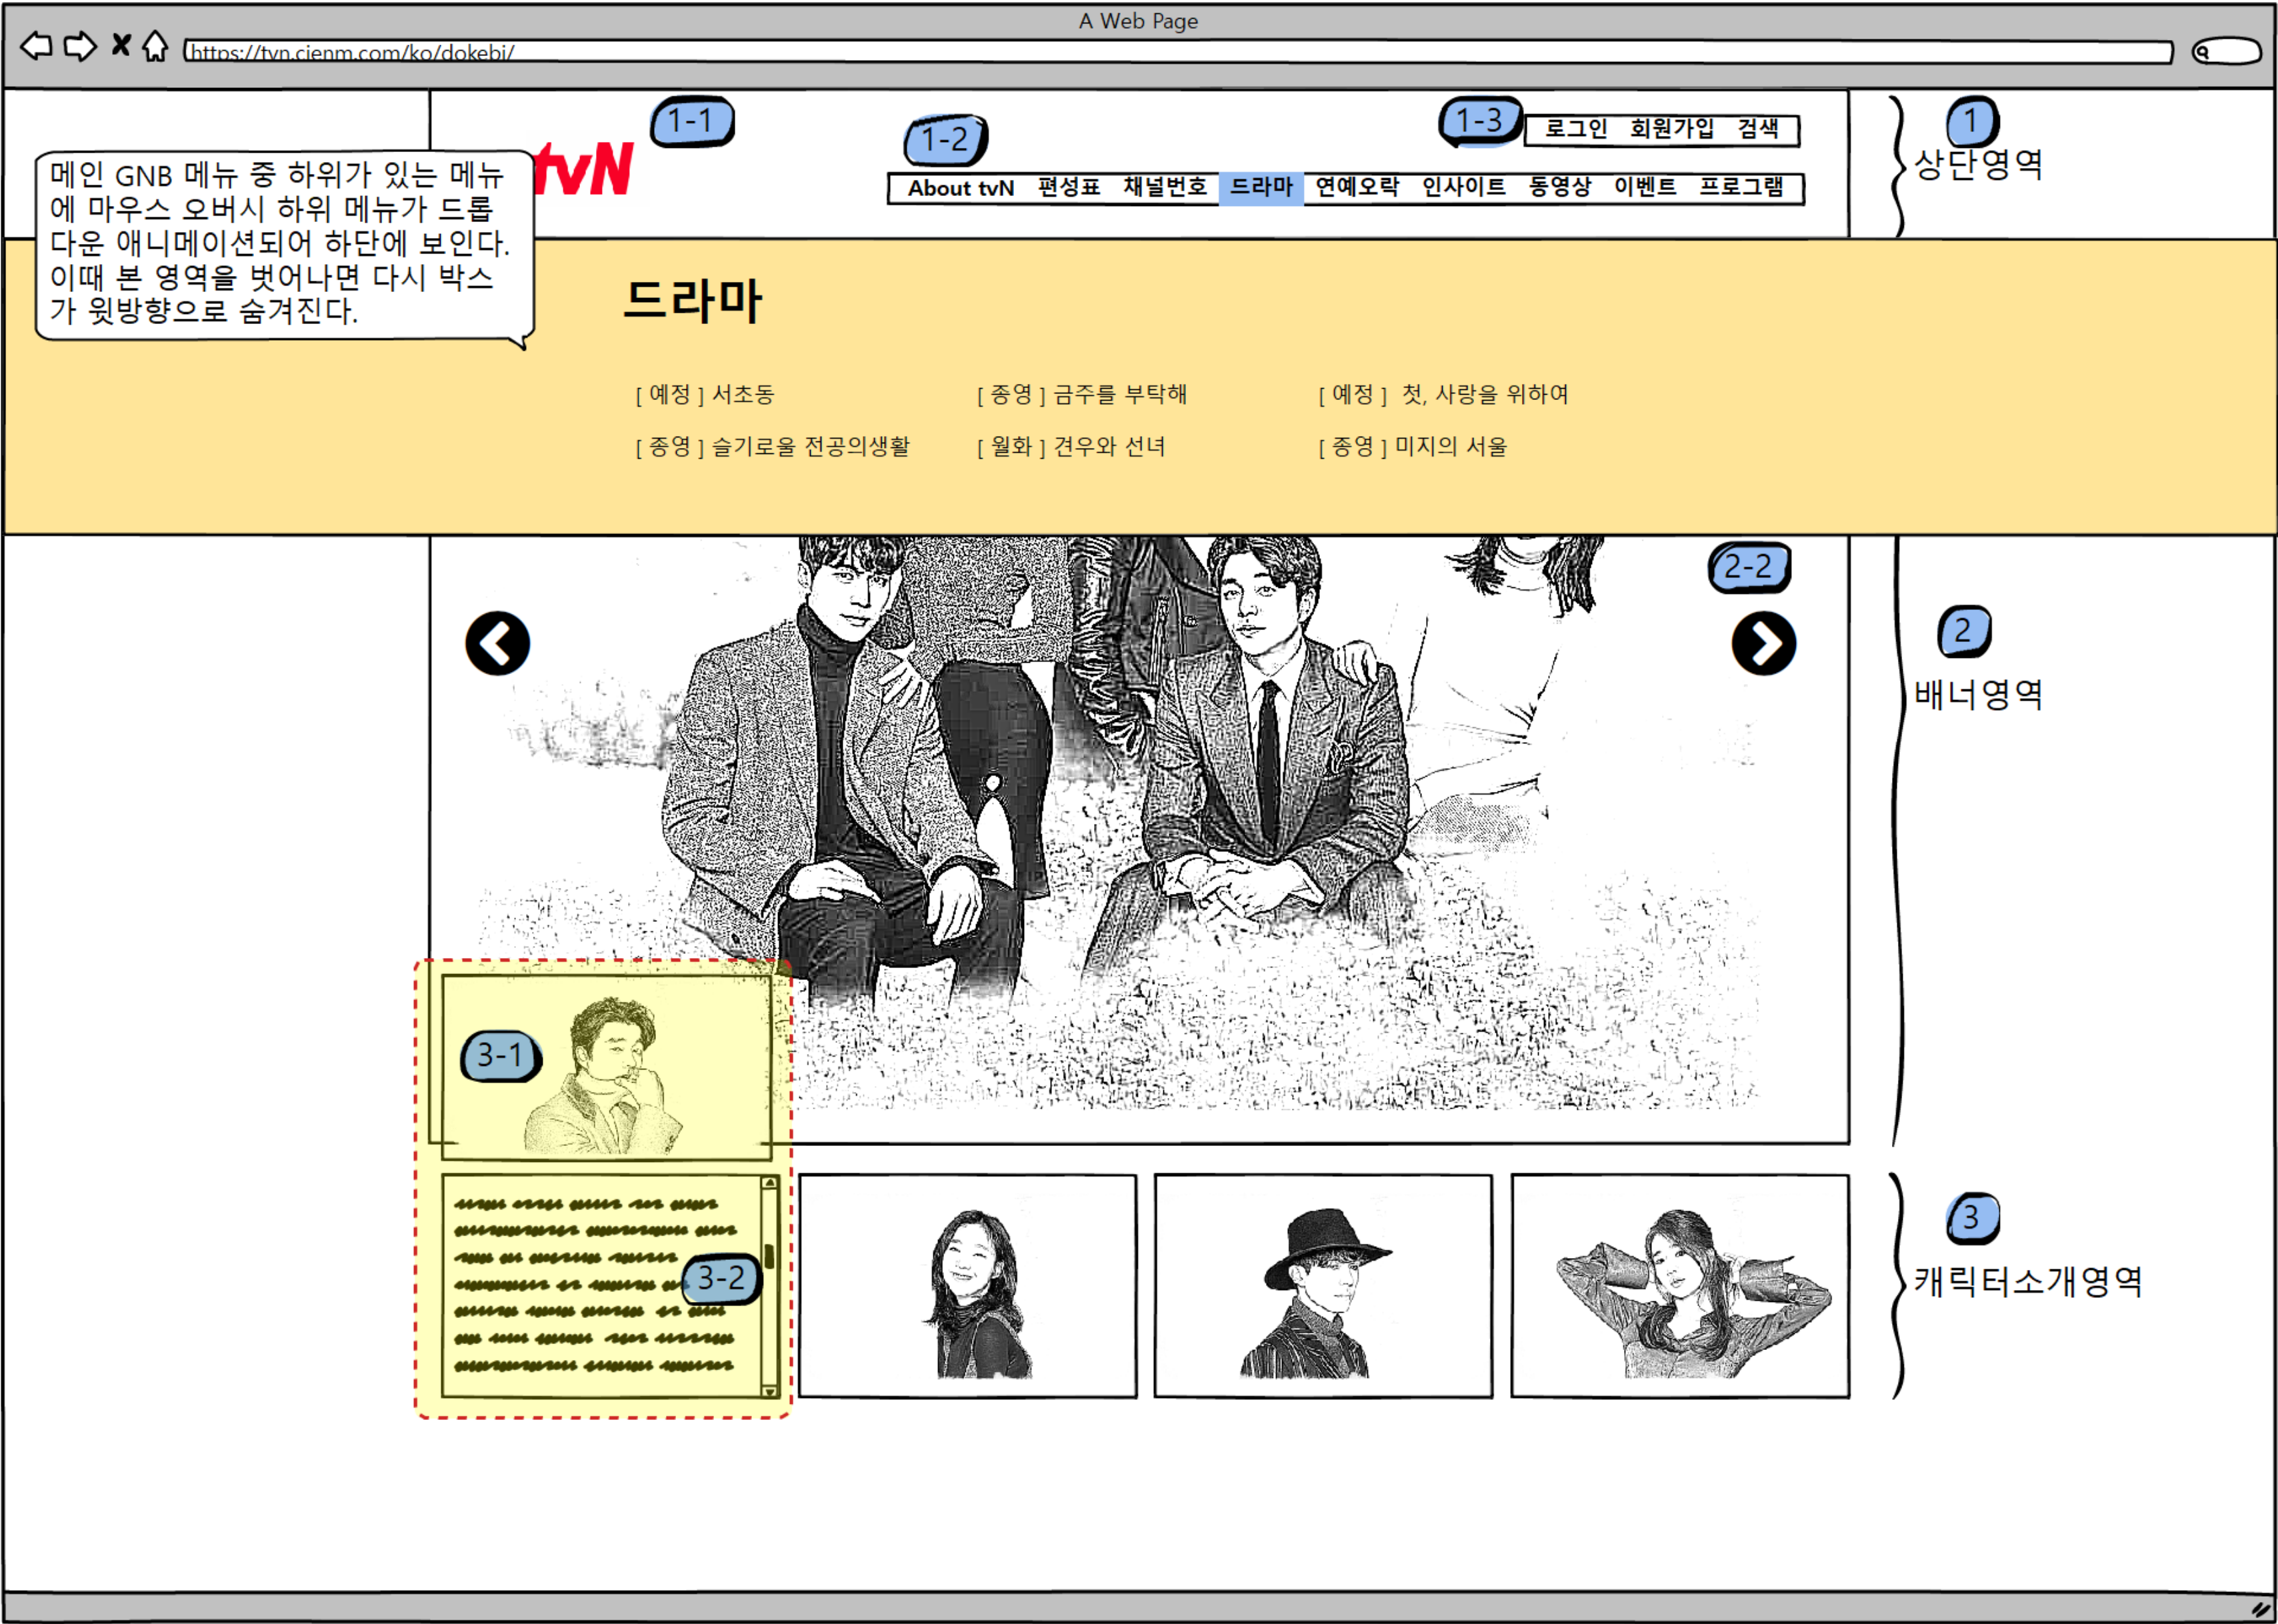 A Web Page
https://tvn.cjenm.com/ko/dokebi/
1-1
1-2
1-3
로그인 회원가입 검색
1
상단영역
tvN
About tvN 편성표 채널번호 드라마 연예오락 인사이트 동영상 이벤트 프로그램
메인 GNB 메뉴 중 하위가 있는 메뉴
에 마우스 오버시 하위 메뉴가 드롭
다운 애니메이션되어 하단에 보인다.
이때 본 영역을 벗어나면 다시 박스
가 윗방향으로 숨겨진다.
드라마
[ 예정 ] 서초동
[ 종영 ] 금주를 부탁해
[ 예정 ] 첫, 사랑을 위하여
[ 종영 ] 슬기로울 전공의생활
[ 월화 ] 견우와 선녀
[ 종영 ] 미지의 서울
2-2
2
배너영역
3-1
3-2
3
캐릭터소개영역